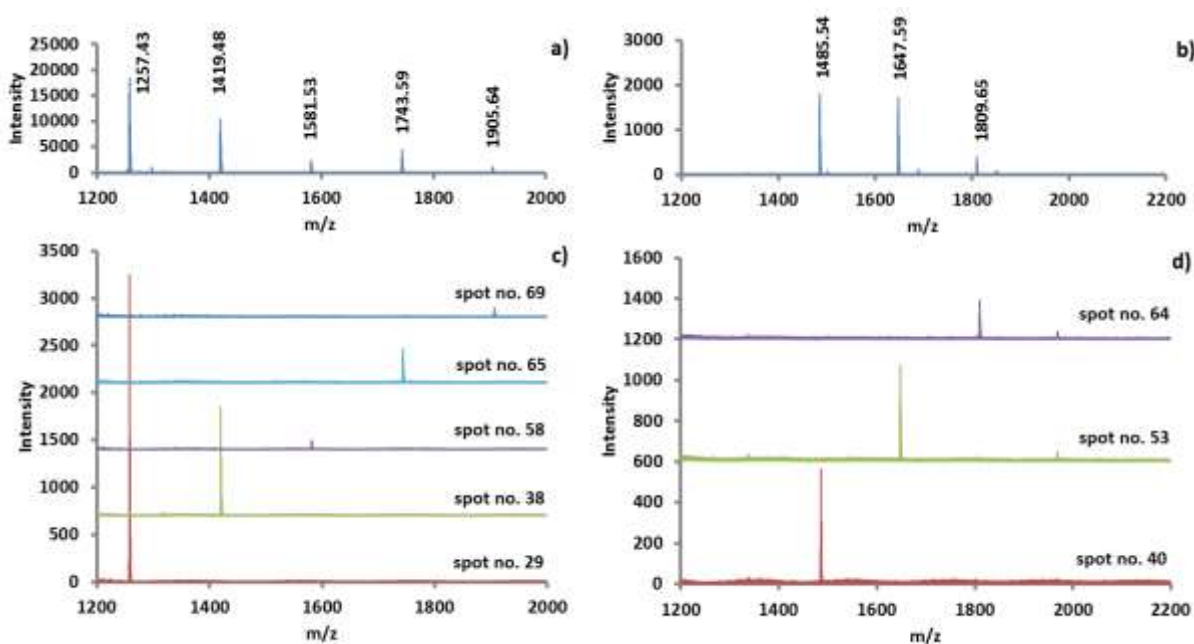 a)
25000
20000
15000
10000
5000
0
Intensity
1257.43
1419.48
1581.53
1743.59
1905.64
1200 1400 1600 1800 2000
m/z
b)
3000
2000
1000
0
Intensity
1485.54
1647.59
1809.65
1200 1400 1600 1800 2000 2200
m/z
c)
3500
3000
2500
2000
1500
1000
500
0
Intensity
spot no. 69
spot no. 65
spot no. 58
spot no. 38
spot no. 29
1200 1400 1600 1800 2000
m/z
d)
1600
1400
1200
1000
800
600
400
200
0
Intensity
spot no. 64
spot no. 53
spot no. 40
1200 1400 1600 1800 2000 2200
m/z